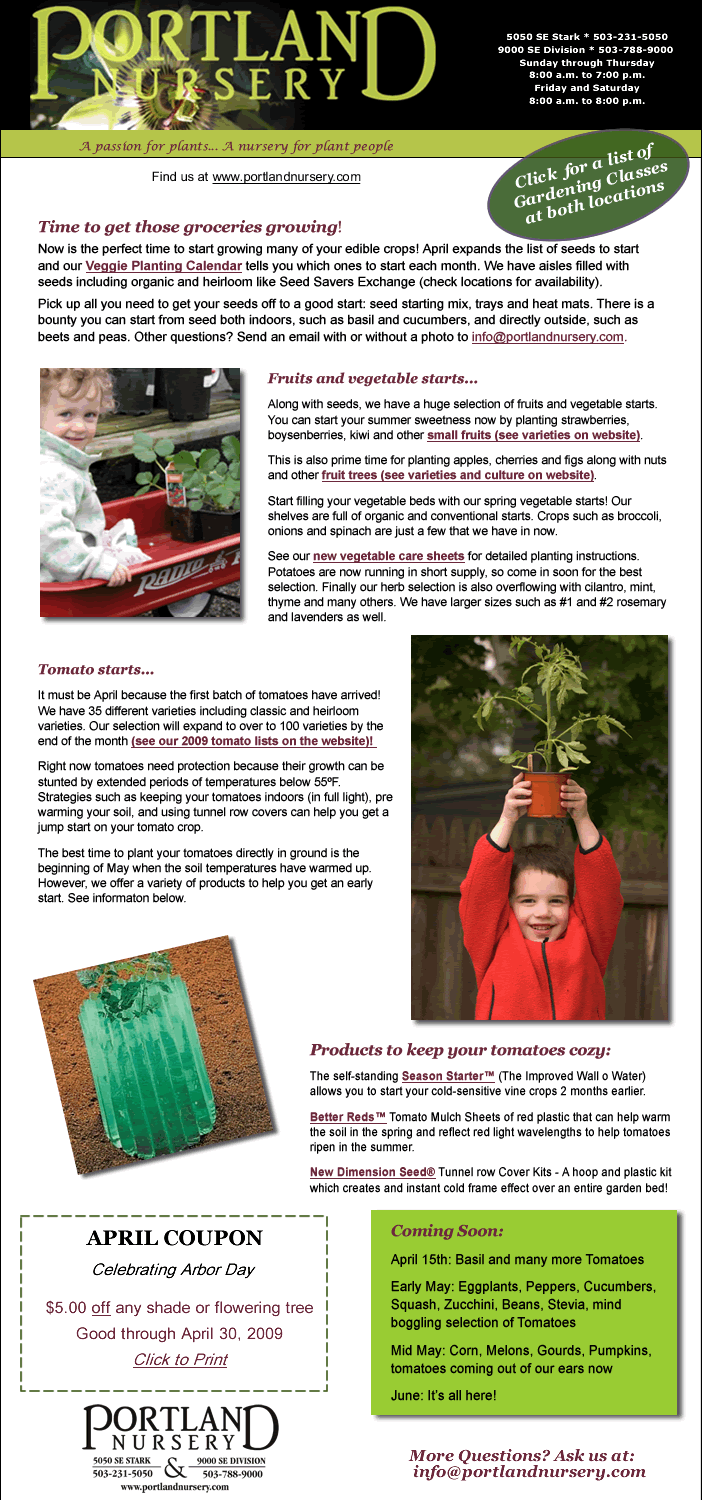 PORTLAND
NURSERY
5050 SE Stark * 503-231-5050
9000 SE Division * 503-788-9000
Sunday through Thursday
8:00 a.m. to 7:00 p.m.
Friday and Saturday
8:00 a.m. to 8:00 p.m.
A passion for plants... A nursery for plant people
Find us at www.portlandnursery.com
Click for a list of
Gardening Classes
at both locations
Time to get those groceries growing!
Now is the perfect time to start growing many of your edible crops! April expands the list of seeds to start
and our Veggie Planting Calendar tells you which ones to start each month. We have aisles filled with
seeds including organic and heirloom like Seed Savers Exchange (check locations for availability).
Pick up all you need to get your seeds off to a good start: seed starting mix, trays and heat mats. There is a
bounty you can start from seed both indoors, such as basil and cucumbers, and directly outside, such as
beets and peas. Other questions? Send an email with or without a photo to info@portlandnursery.com.
Fruits and vegetable starts...
Along with seeds, we have a huge selection of fruits and vegetable starts.
You can start your summer sweetness now by planting strawberries,
boysenberries, kiwi and other small fruits (see varieties on website).
This is also prime time for planting apples, cherries and figs along with nuts
and other fruit trees (see varieties and culture on website).
Start filling your vegetable beds with our spring vegetable starts! Our
shelves are full of organic and conventional starts. Crops such as broccoli,
onions and spinach are just a few that we have in now.
See our new vegetable care sheets for detailed planting instructions.
Potatoes are now running in short supply, so come in soon for the best
selection. Finally our herb selection is also overflowing with cilantro, mint,
thyme and many others. We have larger sizes such as #1 and #2 rosemary
and lavenders as well.
RADIO
Tomato starts...
It must be April because the first batch of tomatoes have arrived!
We have 35 different varieties including classic and heirloom
varieties. Our selection will expand to over to 100 varieties by the
end of the month (see our 2009 tomato lists on the website)!
Right now tomatoes need protection because their growth can be
stunted by extended periods of temperatures below 55ºF.
Strategies such as keeping your tomatoes indoors (in full light), pre
warming your soil, and using tunnel row covers can help you get a
jump start on your tomato crop.
The best time to plant your tomatoes directly in ground is the
beginning of May when the soil temperatures have warmed up.
However, we offer a variety of products to help you get an early
start. See informaton below.
Products to keep your tomatoes cozy:
The self-standing Season Starter™ (The Improved Wall o Water)
allows you to start your cold-sensitive vine crops 2 months earlier.
Better Reds™ Tomato Mulch Sheets of red plastic that can help warm
the soil in the spring and reflect red light wavelengths to help tomatoes
ripen in the summer.
New Dimension Seed® Tunnel row Cover Kits - A hoop and plastic kit
which creates and instant cold frame effect over an entire garden bed!
APRIL COUPON
Celebrating Arbor Day
$5.00 off any shade or flowering tree
Good through April 30, 2009
Click to Print
Coming Soon:
April 15th: Basil and many more Tomatoes
Early May: Eggplants, Peppers, Cucumbers,
Squash, Zucchini, Beans, Stevia, mind
boggling selection of Tomatoes
Mid May: Corn, Melons, Gourds, Pumpkins,
tomatoes coming out of our ears now
June: It's all here!
PORTLAND
NURSERY
5050 SE STARK & 9000 SE DIVISION
503-231-5050 503-788-9000
www.portlandnursery.com
More Questions? Ask us at:
info@portlandnursery.com